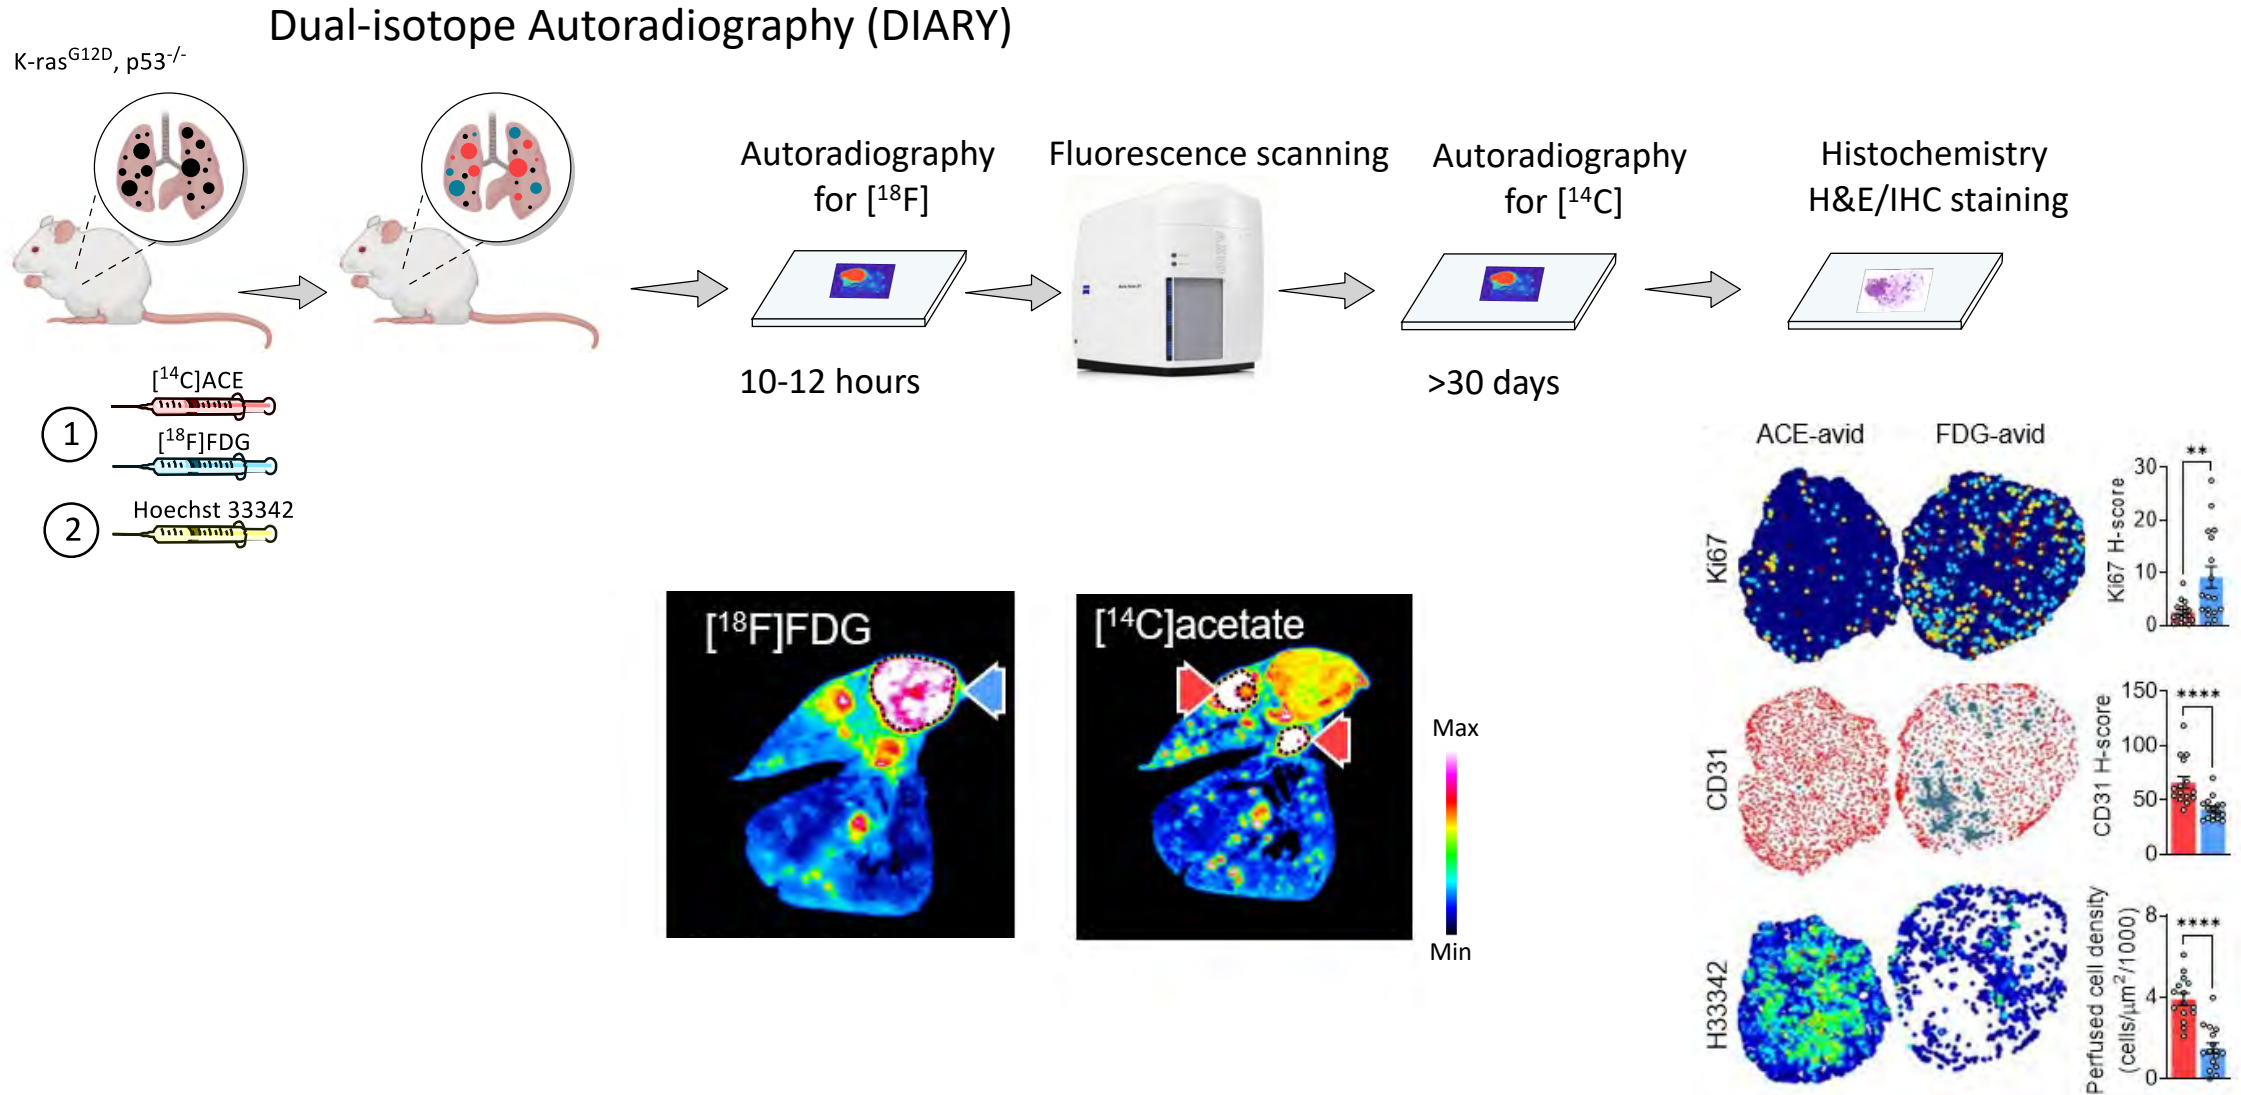 Dual-isotope Autoradiography (DIARY)
K-ras^G12D, p53^-/-
[^14C]ACE
1
[^18F]FDG
2
Hoechst 33342
Autoradiography
for [^18F]
10-12 hours
Fluorescence scanning
Autoradiography
for [^14C]
>30 days
Histochemistry
H&E/IHC staining
[^18F]FDG
[^14C]acetate
Max
Min
ACE-avid
FDG-avid
Ki67
Ki67 H-score
30
20
10
0
**
CD31
CD31 H-score
150
100
50
0
****
H33342
Perfused cell density
(cells/μm^2/1000)
8
4
0
****